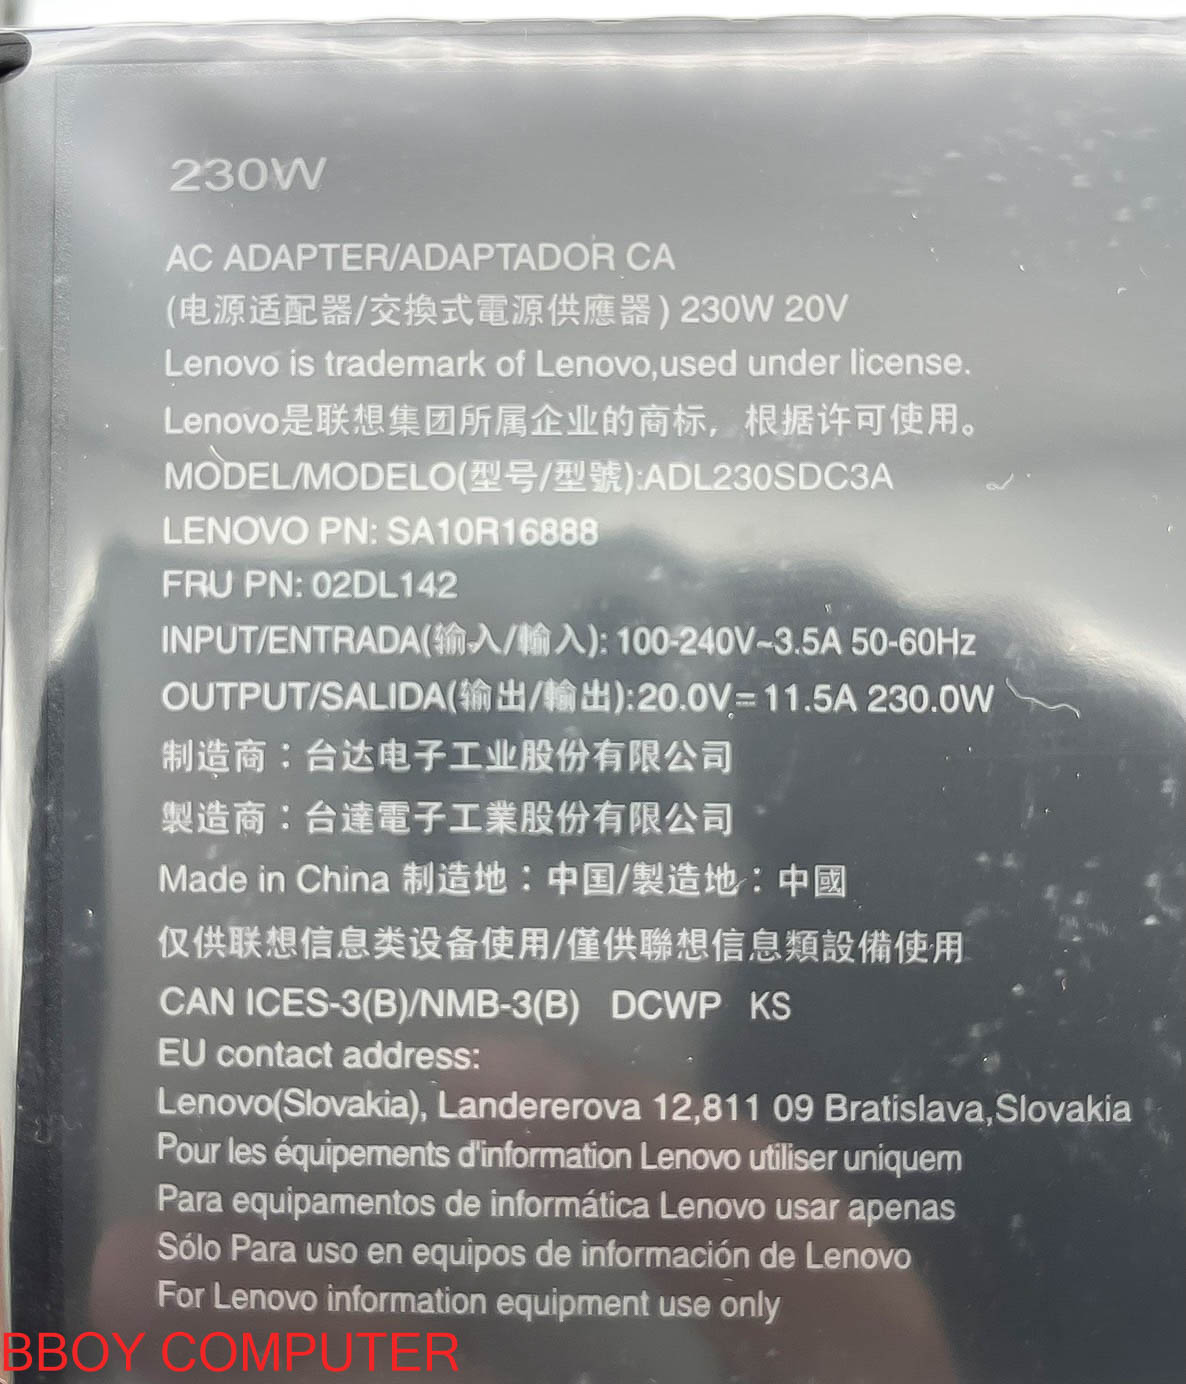 230W
AC ADAPTER/ADAPTADOR CA
(电源适配器/交換式電源供應器) 230W 20V
Lenovo is trademark of Lenovo,used under license.
Lenovo是联想集团所属企业的商标，根据许可使用。
MODEL/MODELO(型号/型號):ADL230SDC3A
LENOVO PN: SA10R16888
FRU PN: 02DL142
INPUT/ENTRADA(输入/輸入): 100-240V~3.5A 50-60Hz
OUTPUT/SALIDA(输出/輸出):20.0V⎓11.5A 230.0W
制造商：台达电子工业股份有限公司
製造商：台達電子工業股份有限公司
Made in China 制造地：中国/製造地：中國
仅供联想信息类设备使用/僅供聯想信息類設備使用
CAN ICES-3(B)/NMB-3(B) DCWP KS
EU contact address:
Lenovo(Slovakia), Landererova 12,811 09 Bratislava,Slovakia
Pour les équipements d'information Lenovo utiliser uniquem
Para equipamentos de informática Lenovo usar apenas
Sólo Para uso en equipos de información de Lenovo
For Lenovo information equipment use only
BBOY COMPUTER